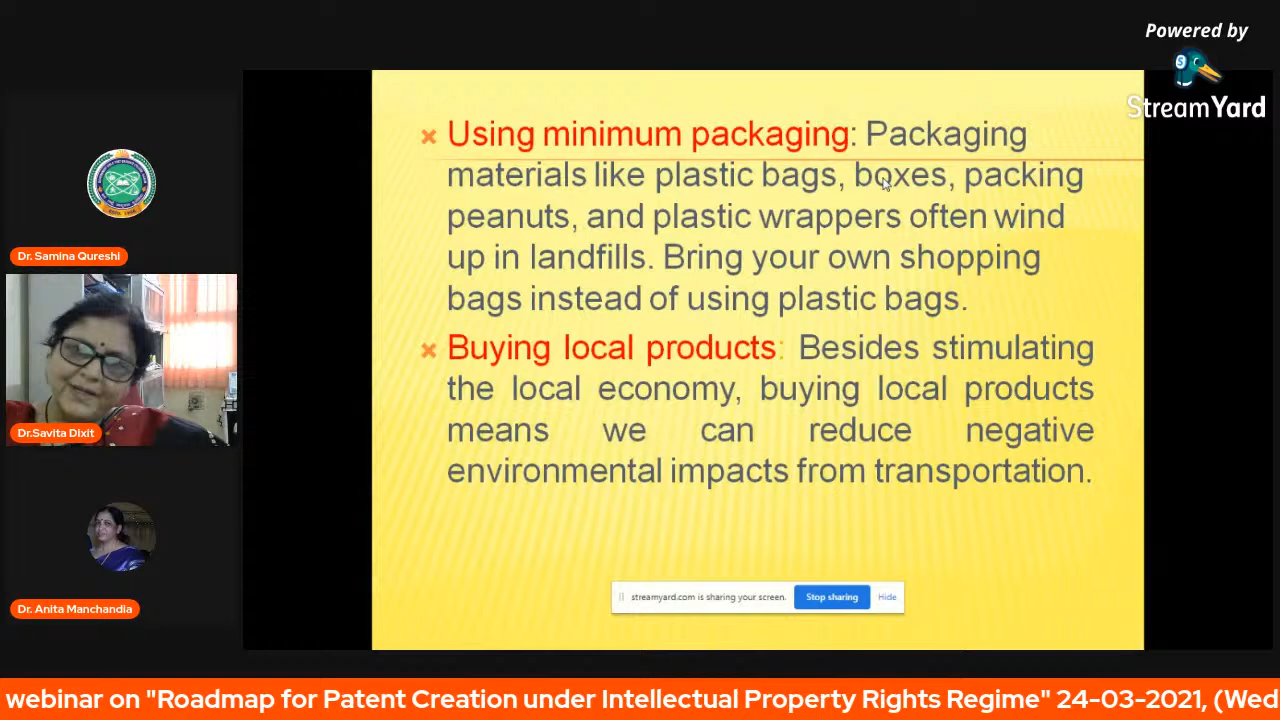 Powered by
StreamYard
Using minimum packaging: Packaging
materials like plastic bags, boxes, packing
peanuts, and plastic wrappers often wind
up in landfills. Bring your own shopping
bags instead of using plastic bags.
Buying local products: Besides stimulating
the local economy, buying local products
means we can reduce negative
environmental impacts from transportation.
Dr. Samina Qureshi
Dr.Savita Dixit
Dr. Anita Manchandia
streamyard.com is sharing your screen.
Stop sharing
Hide
webinar on "Roadmap for Patent Creation under Intellectual Property Rights Regime" 24-03-2021, (Wed